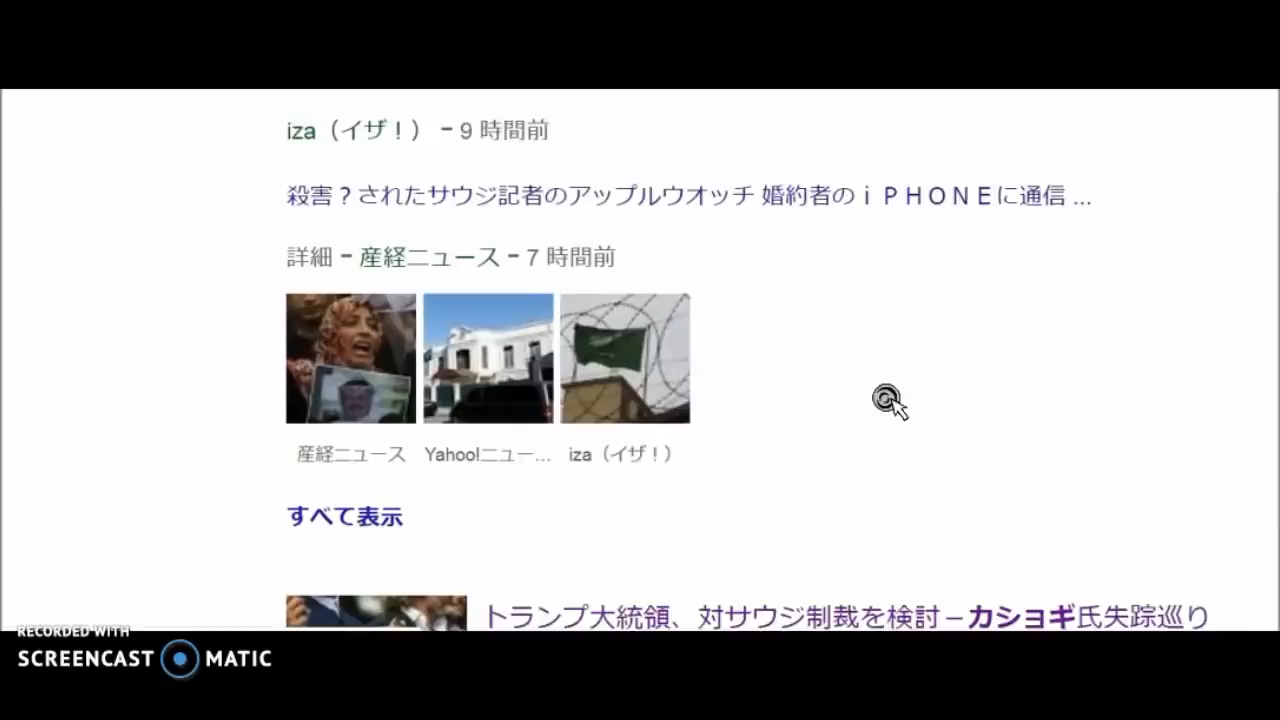 iza（イザ！） - 9 時間前
殺害？されたサウジ記者のアップルウオッチ 婚約者のｉＰＨＯＮＥに通信 ...
詳細 - 産経ニュース - 7 時間前
産経ニュース Yahoo!ニュー... iza（イザ！）
すべて表示
トランプ大統領、対サウジ制裁を検討－カショギ氏失踪巡り
RECORDED WITH
SCREENCAST MATIC